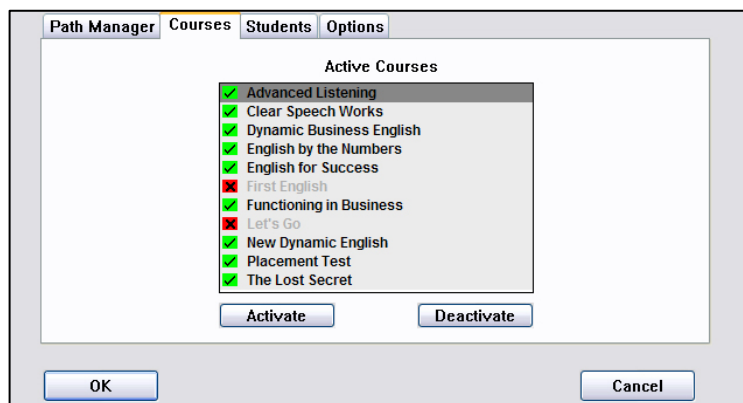 Path Manager Courses Students Options
Active Courses
Advanced Listening
Clear Speech Works
Dynamic Business English
English by the Numbers
English for Success
First English
Functioning in Business
Let's Go
New Dynamic English
Placement Test
The Lost Secret
Activate Deactivate
OK Cancel